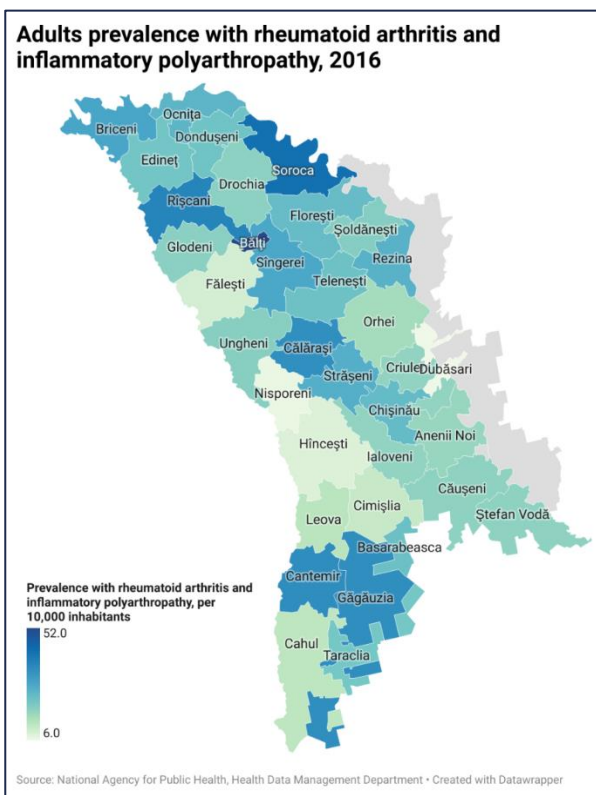 Adults prevalence with rheumatoid arthritis and
inflammatory polyarthropathy, 2016
Ocnița
Briceni
Dondușeni
Edineț
Soroca
Drochia
Rîșcani
Florești
Șoldănești
Bălți
Glodeni
Sîngerei
Rezina
Telenești
Fălești
Orhei
Ungheni
Călărași
Criule
Dubăsari
Strășeni
Nisporeni
Chișinău
Anenii Noi
Hîncești
Ialoveni
Căușeni
Cimișlia
Leova
Ștefan Vodă
Basarabeasca
Cantemir
Găgăuzia
Prevalence with rheumatoid arthritis and
inflammatory polyarthropathy, per
10,000 inhabitants
52.0
Cahul
Taraclia
6.0
Source: National Agency for Public Health, Health Data Management Department • Created with Datawrapper